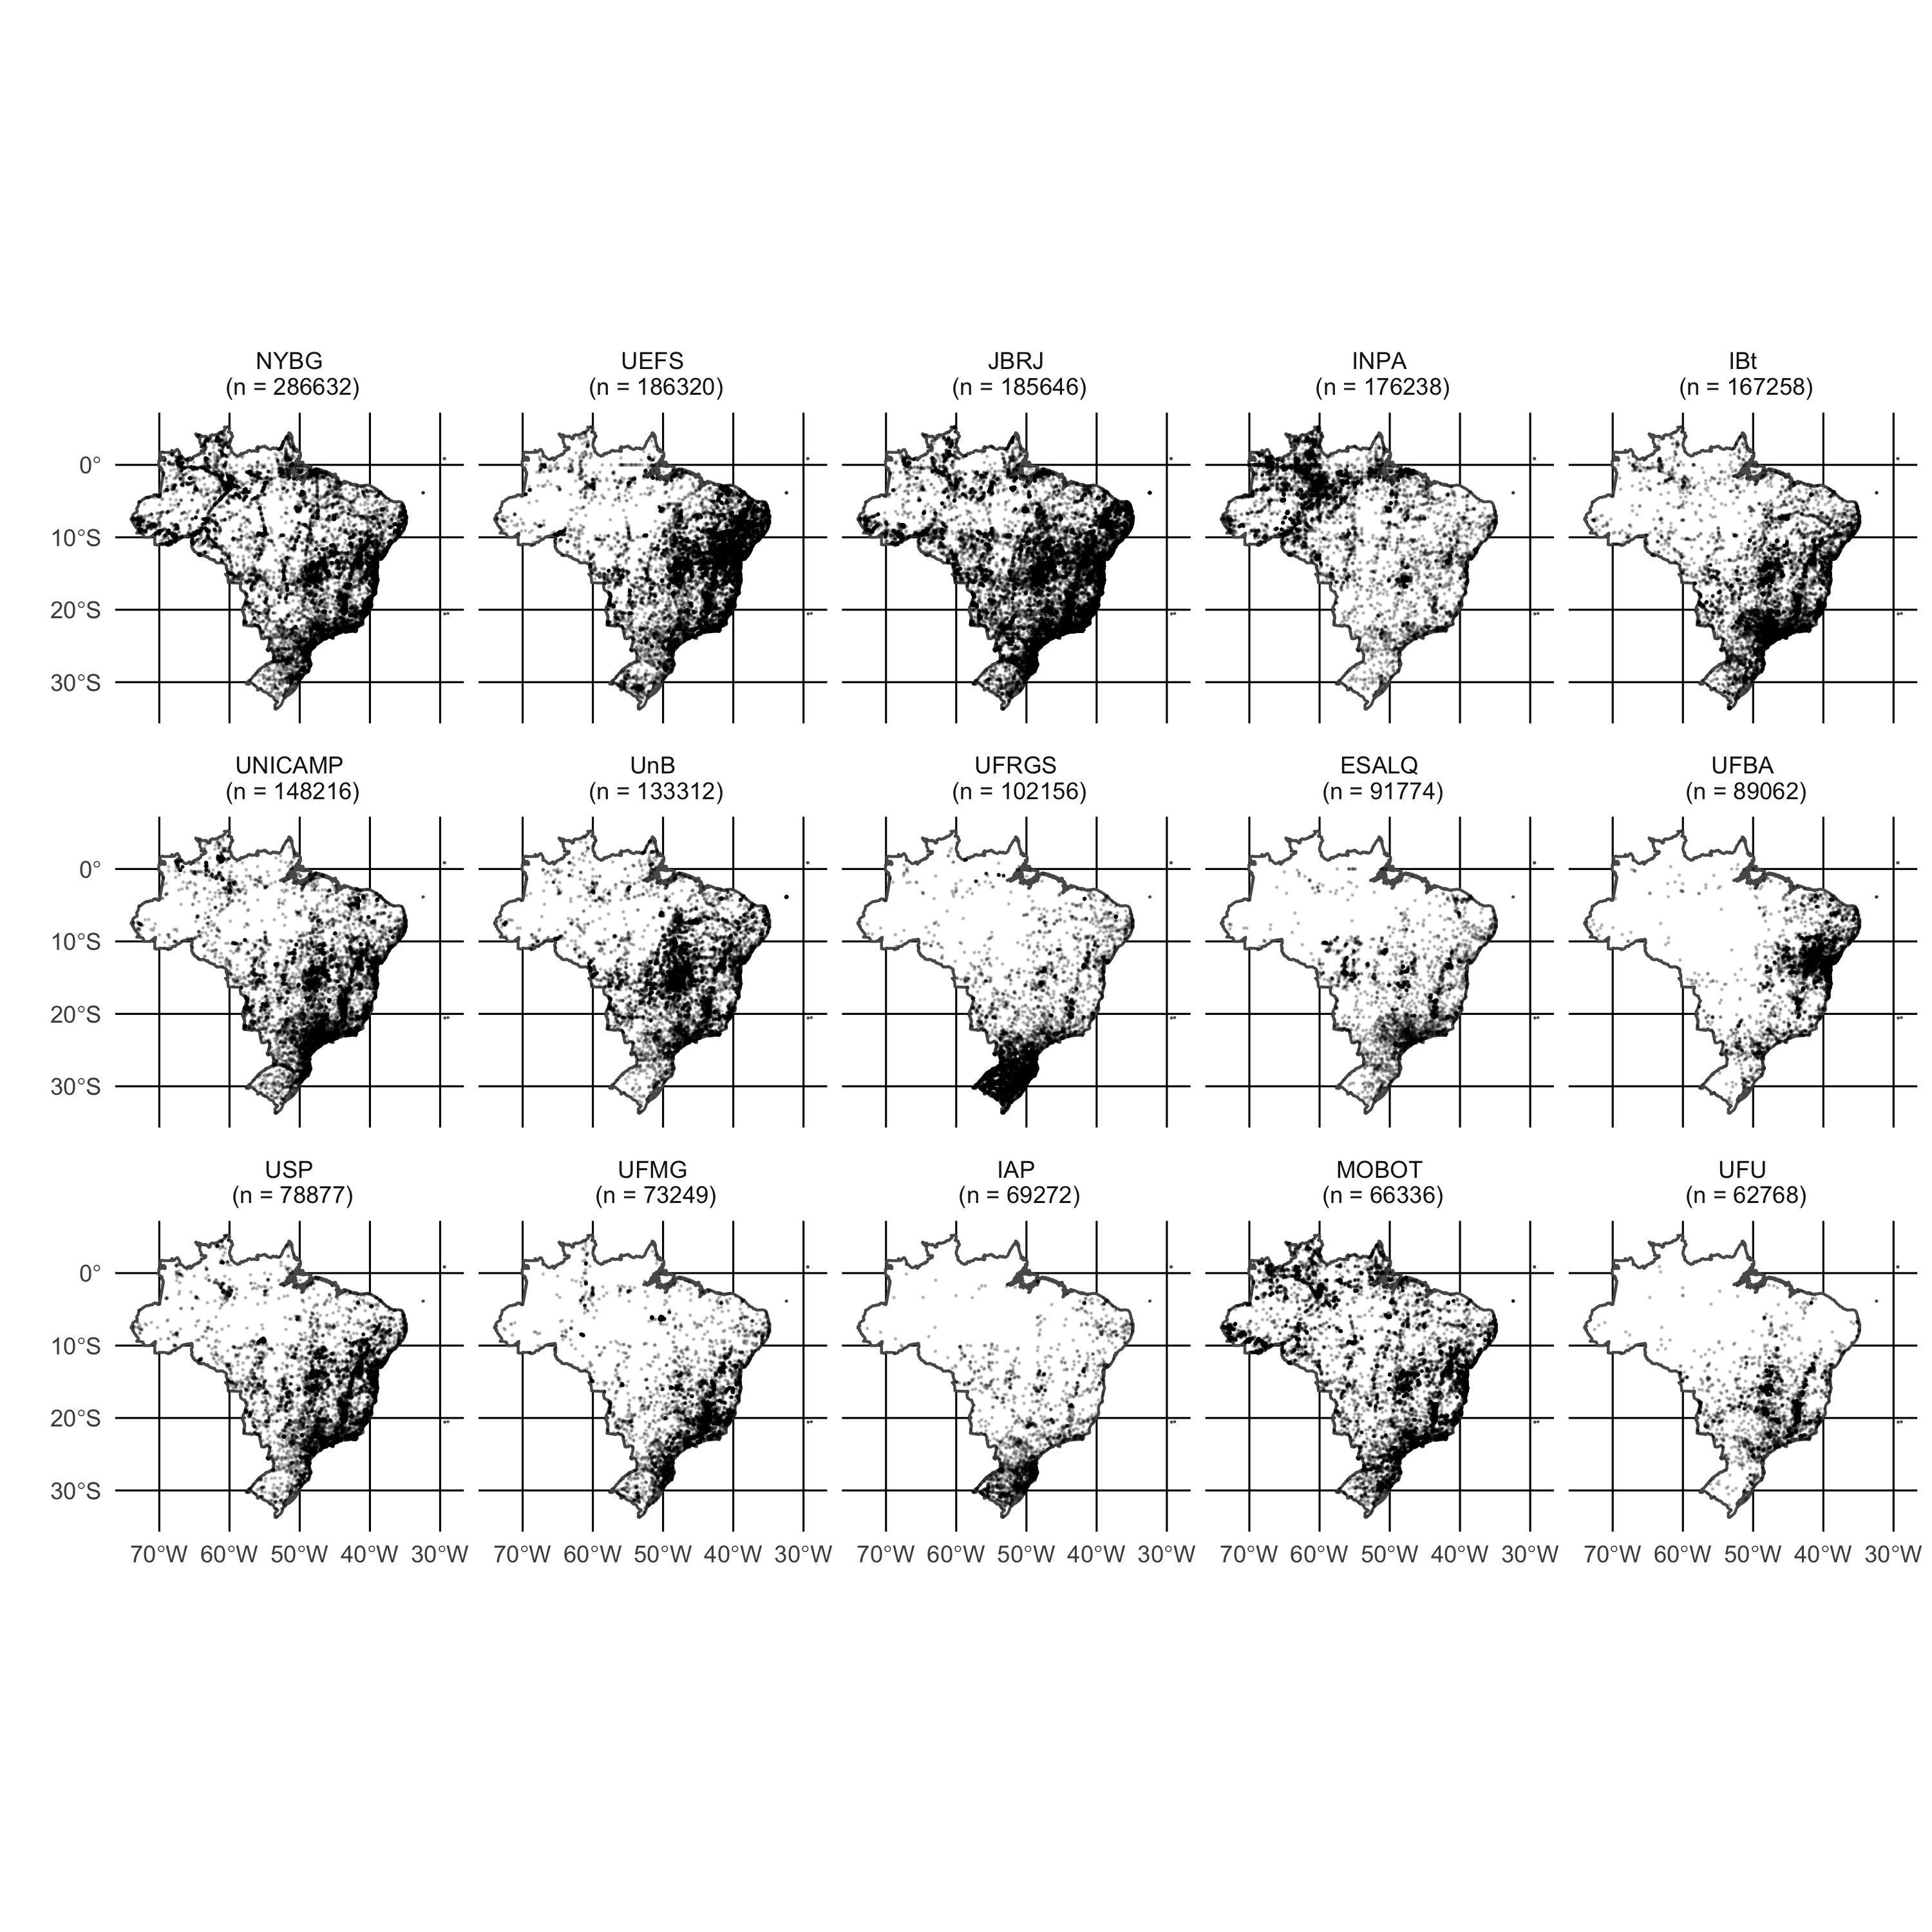 NYBG
(n = 286632)
UEFS
(n = 186320)
JBRJ
(n = 185646)
INPA
(n = 176238)
IBt
(n = 167258)
0°
10°S
20°S
30°S
UNICAMP
(n = 148216)
UnB
(n = 133312)
UFRGS
(n = 102156)
ESALQ
(n = 91774)
UFBA
(n = 89062)
0°
10°S
20°S
30°S
USP
(n = 78877)
UFMG
(n = 73249)
IAP
(n = 69272)
MOBOT
(n = 66336)
UFU
(n = 62768)
0°
10°S
20°S
30°S
70°W 60°W 50°W 40°W 30°W
70°W 60°W 50°W 40°W 30°W
70°W 60°W 50°W 40°W 30°W
70°W 60°W 50°W 40°W 30°W
70°W 60°W 50°W 40°W 30°W